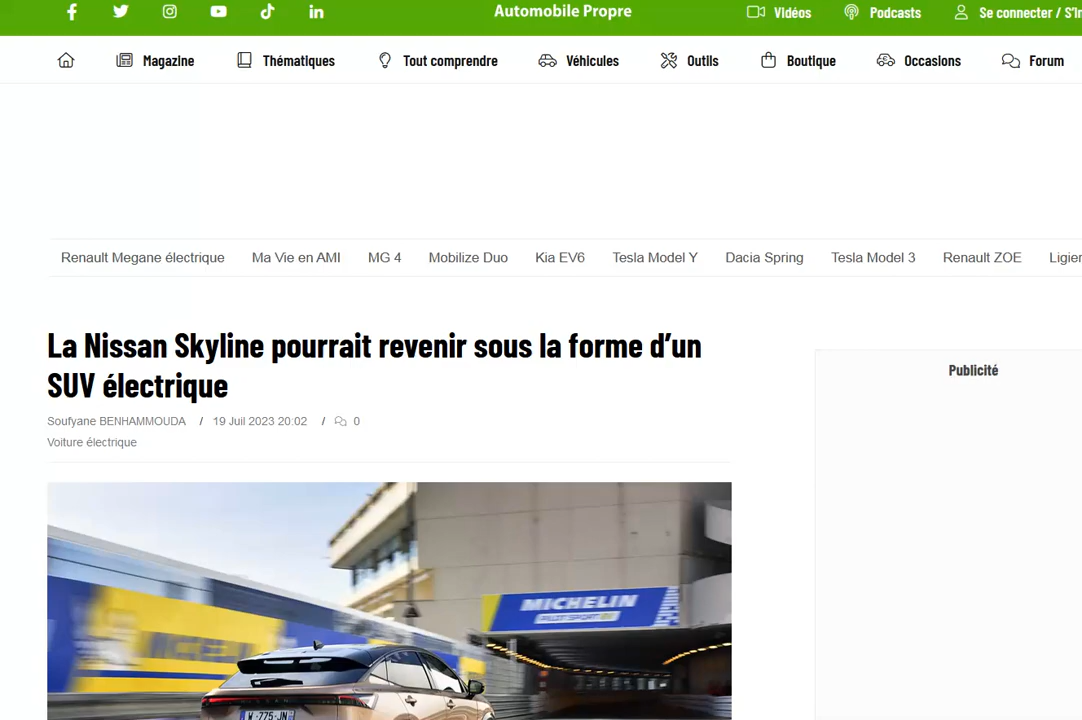 Automobile Propre
Vidéos
Podcasts
Se connecter / S'in
Magazine
Thématiques
Tout comprendre
Véhicules
Outils
Boutique
Occasions
Forum
Renault Megane électrique
Ma Vie en AMI
MG 4
Mobilize Duo
Kia EV6
Tesla Model Y
Dacia Spring
Tesla Model 3
Renault ZOE
Ligier
La Nissan Skyline pourrait revenir sous la forme d'un
SUV électrique
Soufyane BENHAMMOUDA / 19 Juil 2023 20:02 / 0
Voiture électrique
Publicité
MICHELIN
MICHELIN
W-775-JN